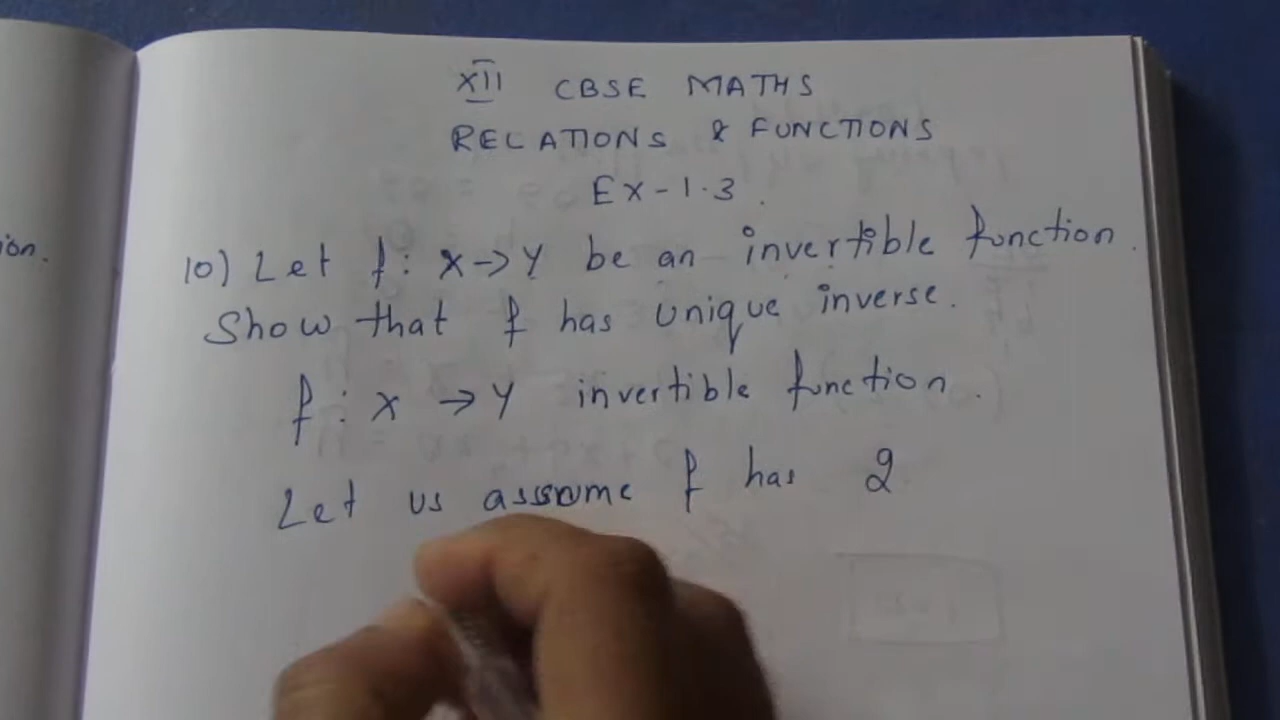 XII CBSE MATHS
RELATIONS & FUNCTIONS
Ex-1.3.
ion.
10) Let f: x→y be an invertible function.
Show that f has unique inverse.
f: x → y invertible function.
Let us assume f has 2